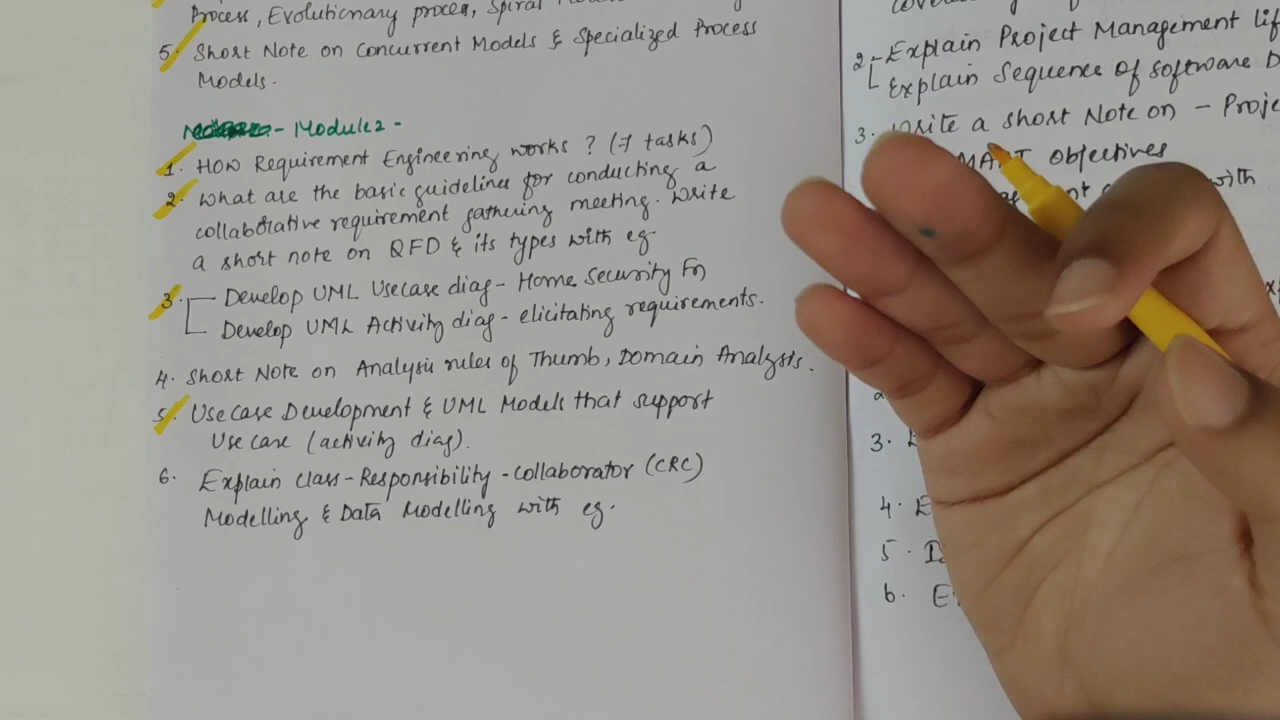 Process, Evolutionary process, Spiral
5. Short Note on Concurrent Models & Specialized Process
Models.
- Module 2 -
1. How Requirement Engineering works ? (7 tasks)
2. What are the basic guidelines for conducting a
collaborative requirement gathering meeting. Write
a short note on QFD & its types with eg.
3. Develop UML Usecase diag - Home Security Fn
Develop UML Activity diag - elicitating requirements.
4. Short Note on Analysis rules of Thumb, Domain Analysis.
5. Use case Development & UML Models that support
Use case (activity diag).
6. Explain Class - Responsibility - Collaborator (CRC)
Modelling & Data Modelling with eg.
2. Explain Project Management Lif
Explain Sequence of Software D
3. Write a short Note on - Proje
Objectives
with
3.
4. E
5.
6. E